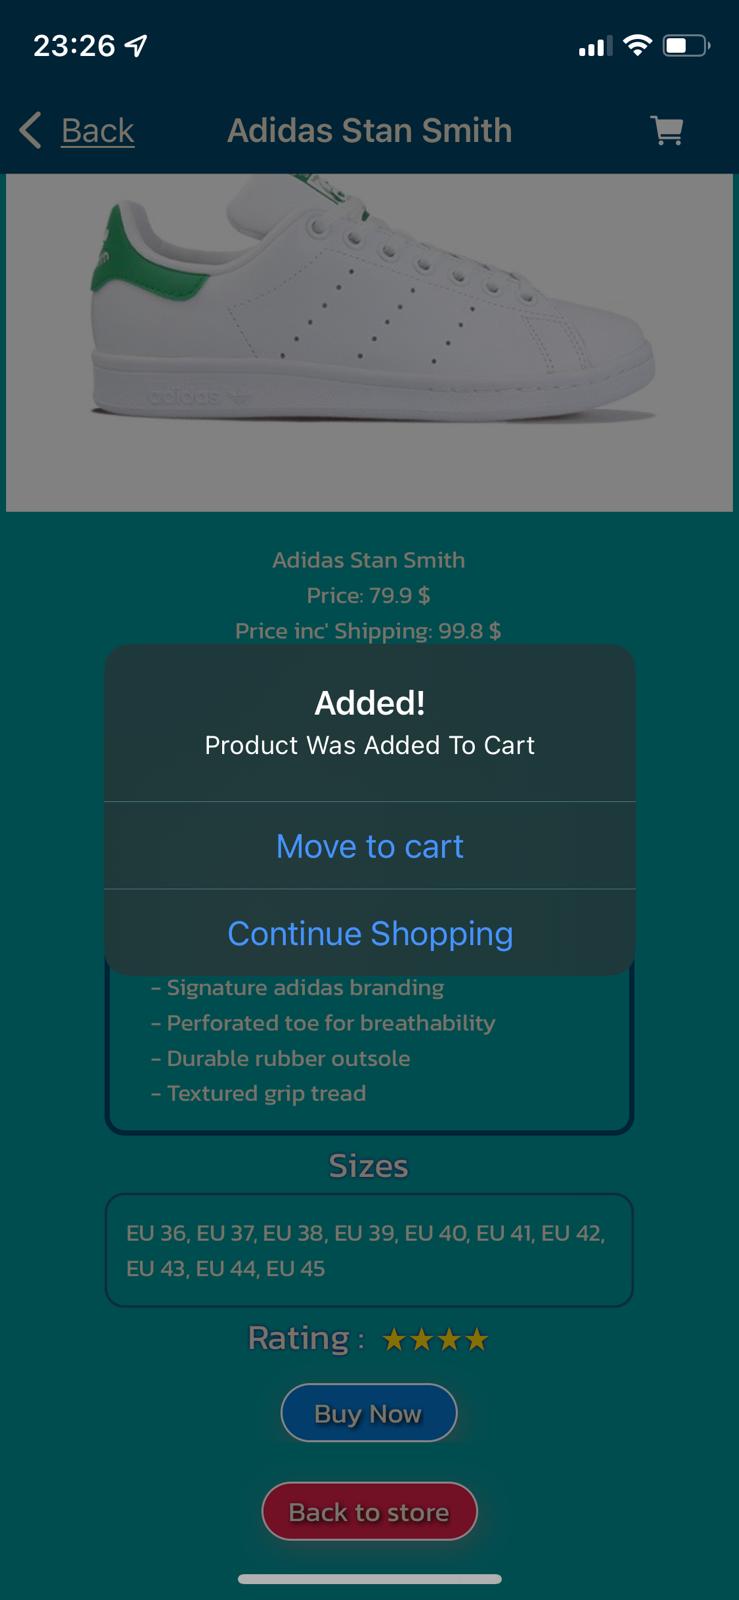 23:26
Back
Adidas Stan Smith
adidas
Adidas Stan Smith
Price: 79.9 $
Price inc' Shipping: 99.8 $
Added!
Product Was Added To Cart
Move to cart
Continue Shopping
- Signature adidas branding
- Perforated toe for breathability
- Durable rubber outsole
- Textured grip tread
Sizes
EU 36, EU 37, EU 38, EU 39, EU 40, EU 41, EU 42,
EU 43, EU 44, EU 45
Rating :
Buy Now
Back to store